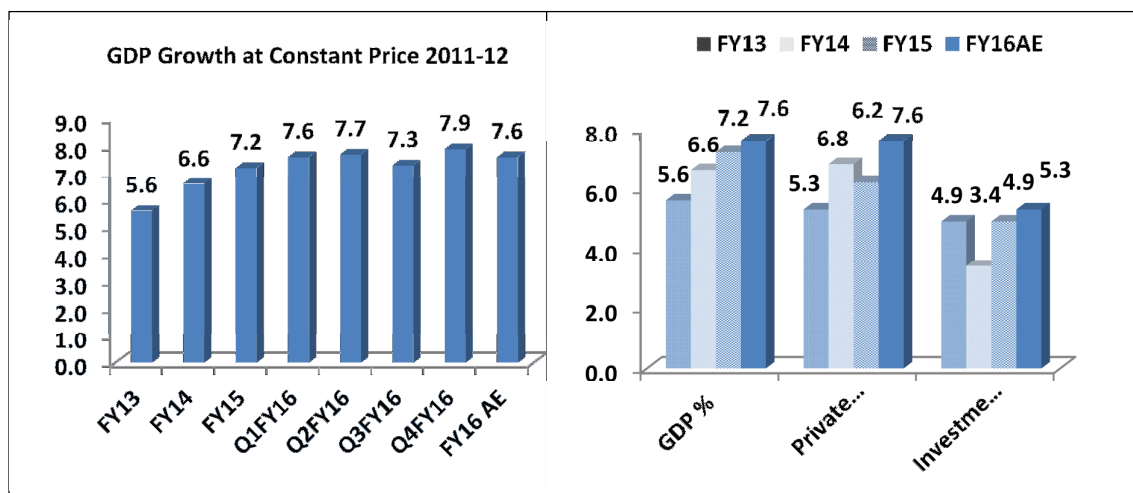 GDP Growth at Constant Price 2011-12
9.0
8.0
7.0
6.0
5.0
4.0
3.0
2.0
1.0
0.0
5.6 6.6 7.2 7.6 7.7 7.3 7.9 7.6
FY13 FY14 FY15 Q1FY16 Q2FY16 Q3FY16 Q4FY16 FY16 AE
FY13 FY14 FY15 FY16AE
8.0
6.0
4.0
2.0
0.0
5.6 6.6 7.2 7.6
5.3 6.8 6.2 7.6
4.9 3.4 4.9 5.3
GDP % Private... Investme...